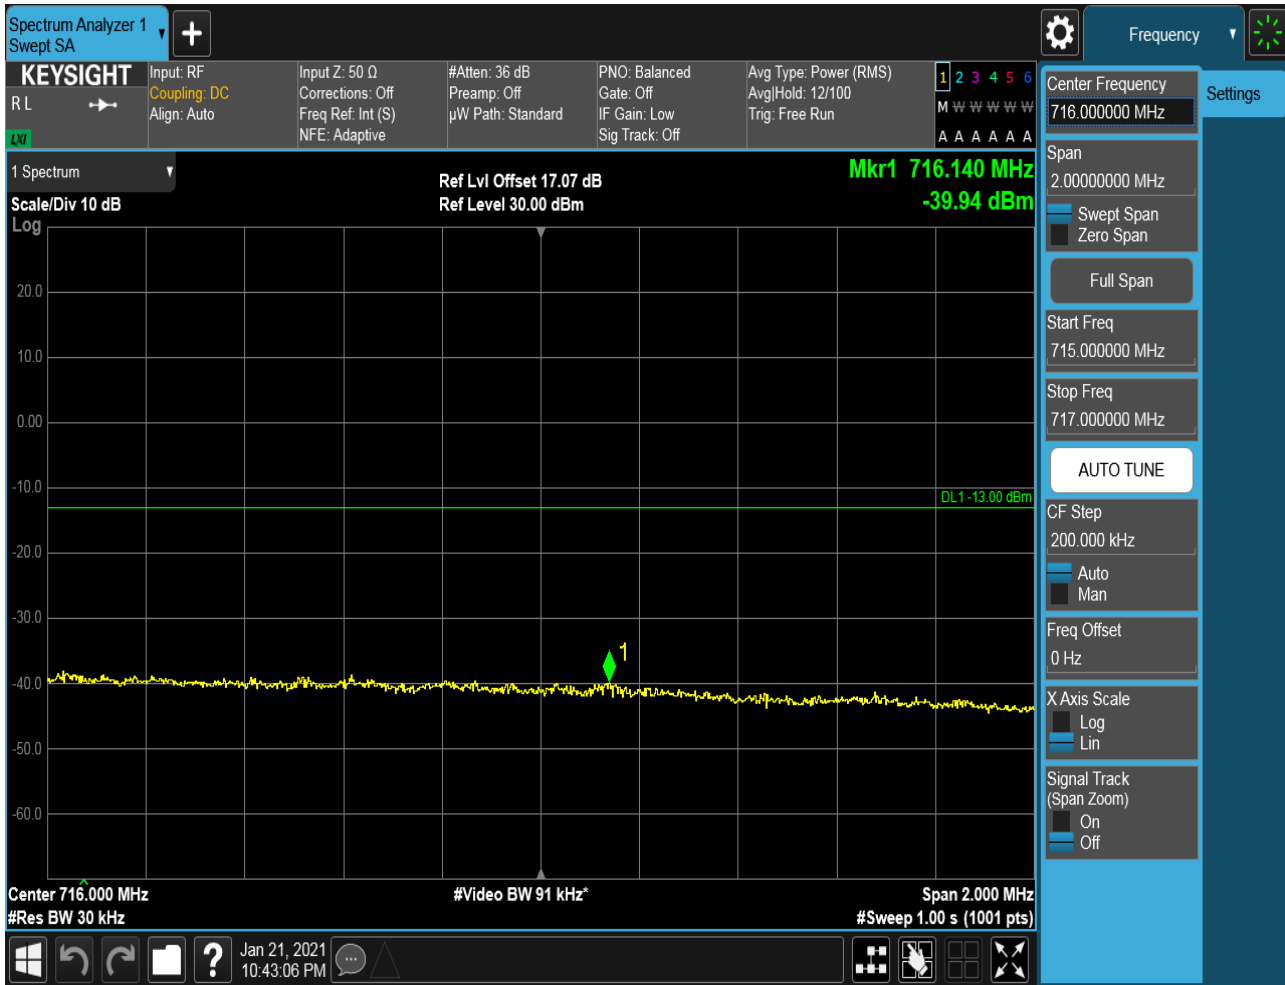 Spectrum Analyzer 1
Swept SA
Frequency
KEYSIGHT
R L
LXI
Input: RF
Coupling: DC
Align: Auto
Input Z: 50 Ω
Corrections: Off
Freq Ref: Int (S)
NFE: Adaptive
#Atten: 36 dB
Preamp: Off
µW Path: Standard
PNO: Balanced
Gate: Off
IF Gain: Low
Sig Track: Off
Avg Type: Power (RMS)
Avg|Hold: 12/100
Trig: Free Run
1 2 3 4 5 6
M W W W W W
A A A A A A
1 Spectrum
Scale/Div 10 dB
Log
Ref Lvl Offset 17.07 dB
Ref Level 30.00 dBm
Mkr1 716.140 MHz
-39.94 dBm
20.0
10.0
0.00
-10.0
-20.0
-30.0
-40.0
-50.0
-60.0
DL1 -13.00 dBm
1
Center 716.000 MHz
#Res BW 30 kHz
#Video BW 91 kHz*
Span 2.000 MHz
#Sweep 1.00 s (1001 pts)
Center Frequency
716.000000 MHz
Settings
Span
2.00000000 MHz
Swept Span
Zero Span
Full Span
Start Freq
715.000000 MHz
Stop Freq
717.000000 MHz
AUTO TUNE
CF Step
200.000 kHz
Auto
Man
Freq Offset
0 Hz
X Axis Scale
Log
Lin
Signal Track
(Span Zoom)
On
Off
?
Jan 21, 2021
10:43:06 PM